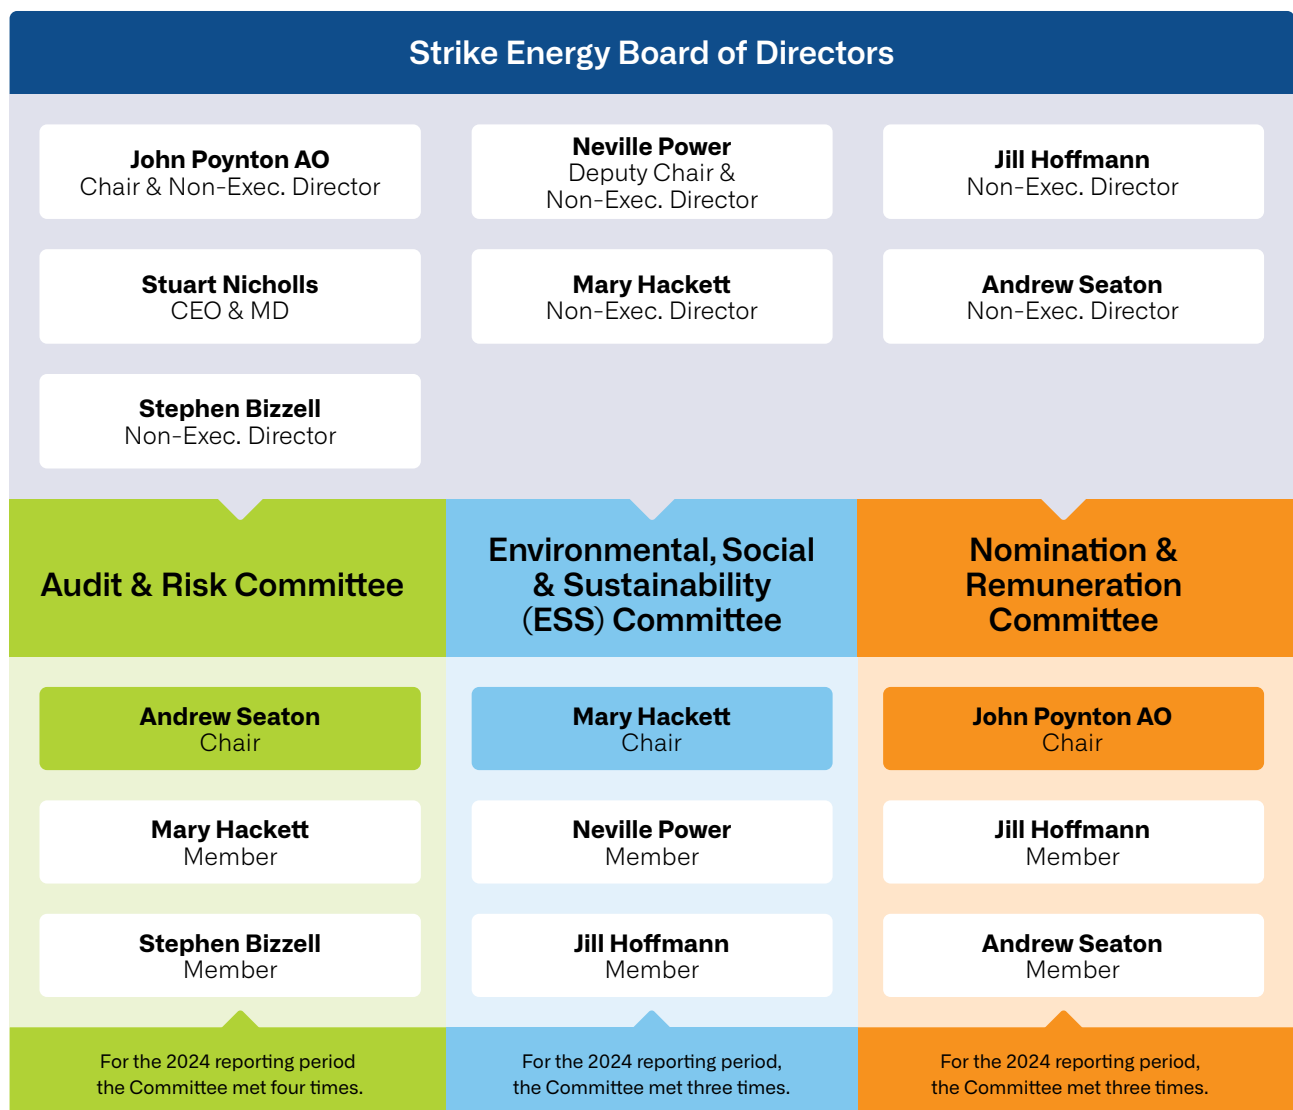 Strike Energy Board of Directors
John Poynton AO
Chair & Non-Exec. Director
Neville Power
Deputy Chair &
Non-Exec. Director
Jill Hoffmann
Non-Exec. Director
Stuart Nicholls
CEO & MD
Mary Hackett
Non-Exec. Director
Andrew Seaton
Non-Exec. Director
Stephen Bizzell
Non-Exec. Director
Audit & Risk Committee
Environmental, Social
& Sustainability
(ESS) Committee
Nomination &
Remuneration
Committee
Andrew Seaton
Chair
Mary Hackett
Member
Stephen Bizzell
Member
For the 2024 reporting period
the Committee met four times.
Mary Hackett
Chair
Neville Power
Member
Jill Hoffmann
Member
For the 2024 reporting period,
the Committee met three times.
John Poynton AO
Chair
Jill Hoffmann
Member
Andrew Seaton
Member
For the 2024 reporting period,
the Committee met three times.